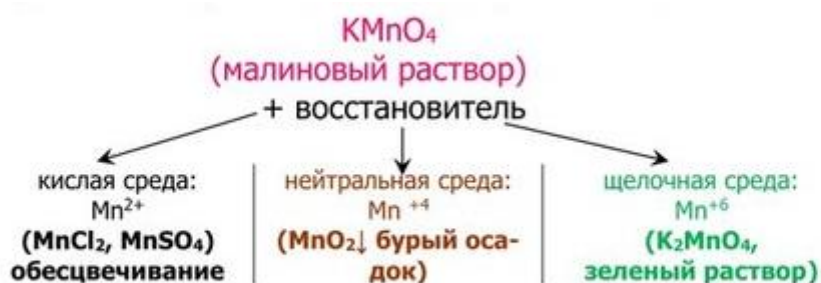 KMnO₄
(малиновый раствор)
+ восстановитель
кислая среда:
Mn²⁺
(MnCl₂, MnSO₄)
обесцвечивание
нейтральная среда:
Mn ⁺⁴
(MnO₂↓ бурый оса-
док)
щелочная среда:
Mn⁺⁶
(K₂MnO₄,
зеленый раствор)